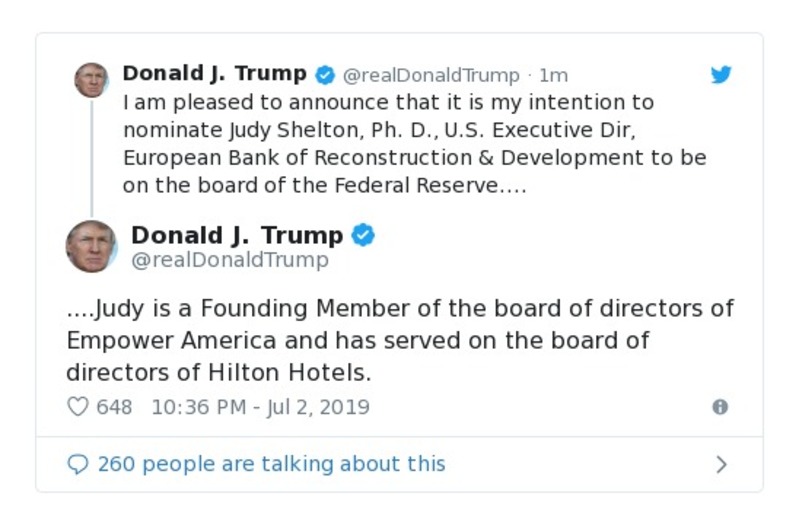 Donald J. Trump @realDonaldTrump · 1m
I am pleased to announce that it is my intention to
nominate Judy Shelton, Ph. D., U.S. Executive Dir,
European Bank of Reconstruction & Development to be
on the board of the Federal Reserve....
Donald J. Trump
@realDonaldTrump
....Judy is a Founding Member of the board of directors of
Empower America and has served on the board of
directors of Hilton Hotels.
648 10:36 PM - Jul 2, 2019
260 people are talking about this